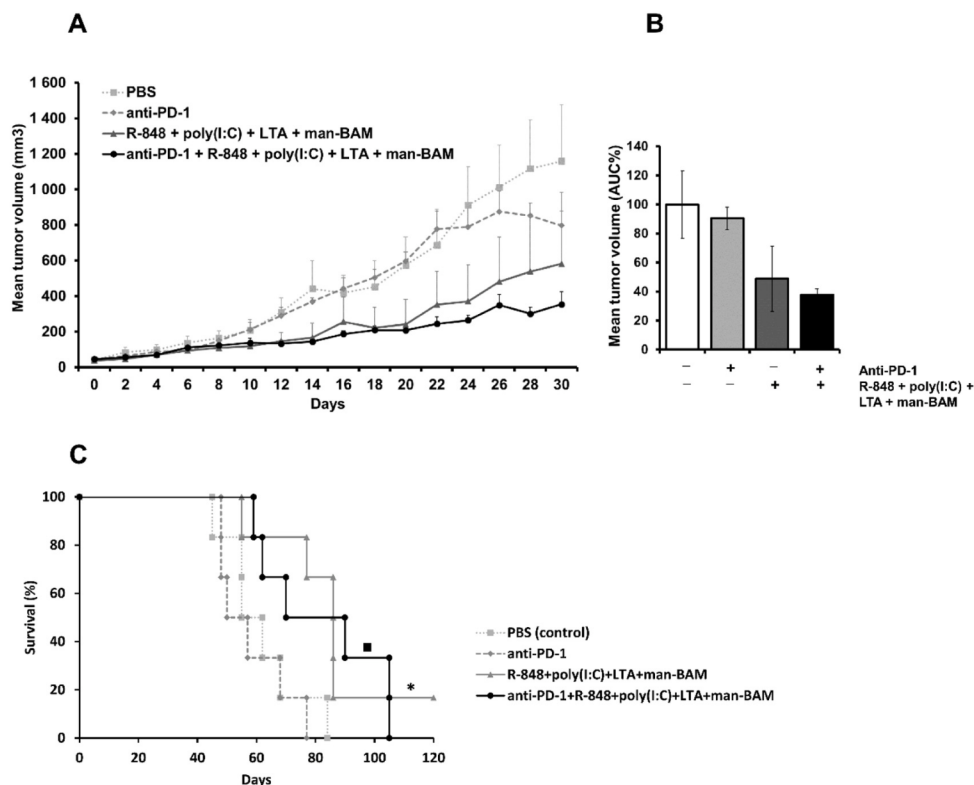 A
B
Mean tumor volume (mm3)
1 600
1 400
1 200
1 000
800
600
400
200
0
PBS
anti-PD-1
R-848 + poly(I:C) + LTA + man-BAM
anti-PD-1 + R-848 + poly(I:C) + LTA + man-BAM
0 2 4 6 8 10 12 14 16 18 20 22 24 26 28 30
Days
Mean tumor volume (AUC%)
140
120
100
80
60
40
20
0
– + – + Anti-PD-1
– – + + R-848 + poly(I:C) +
LTA + man-BAM
C
Survival (%)
100
80
60
40
20
0
■
*
0 20 40 60 80 100 120
Days
PBS (control)
anti-PD-1
R-848+poly(I:C)+LTA+man-BAM
anti-PD-1+R-848+poly(I:C)+LTA+man-BAM